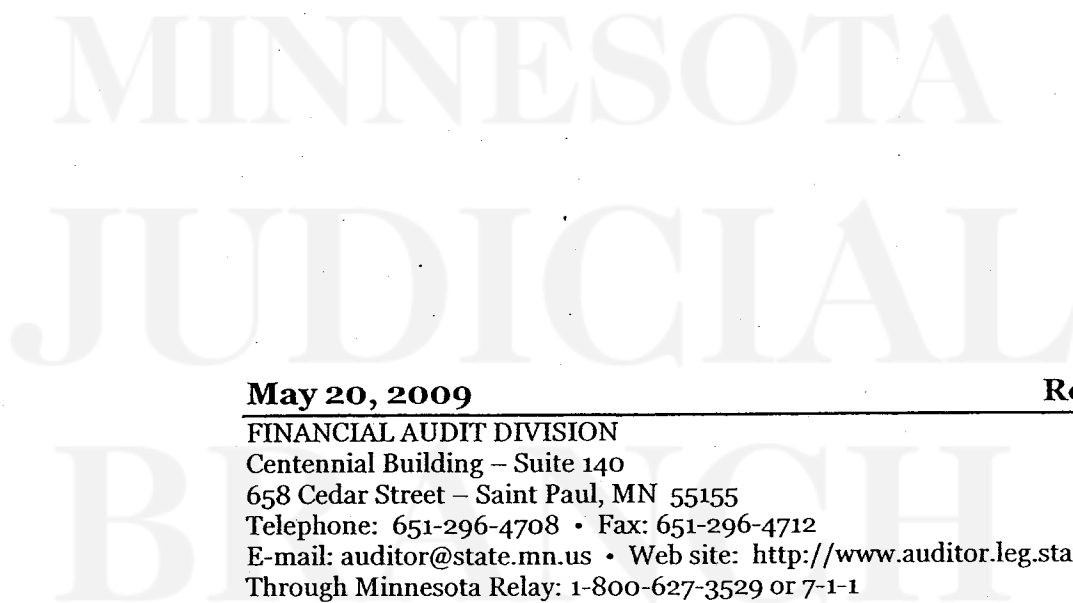 MINNESOTA
JUDICIAL
May 20, 2009
FINANCIAL AUDIT DIVISION
Centennial Building – Suite 140
658 Cedar Street – Saint Paul, MN 55155
Telephone: 651-296-4708 • Fax: 651-296-4712
E-mail: auditor@state.mn.us • Web site: http://www.auditor.leg.sta
Through Minnesota Relay: 1-800-627-3529 or 7-1-1
BRANCH